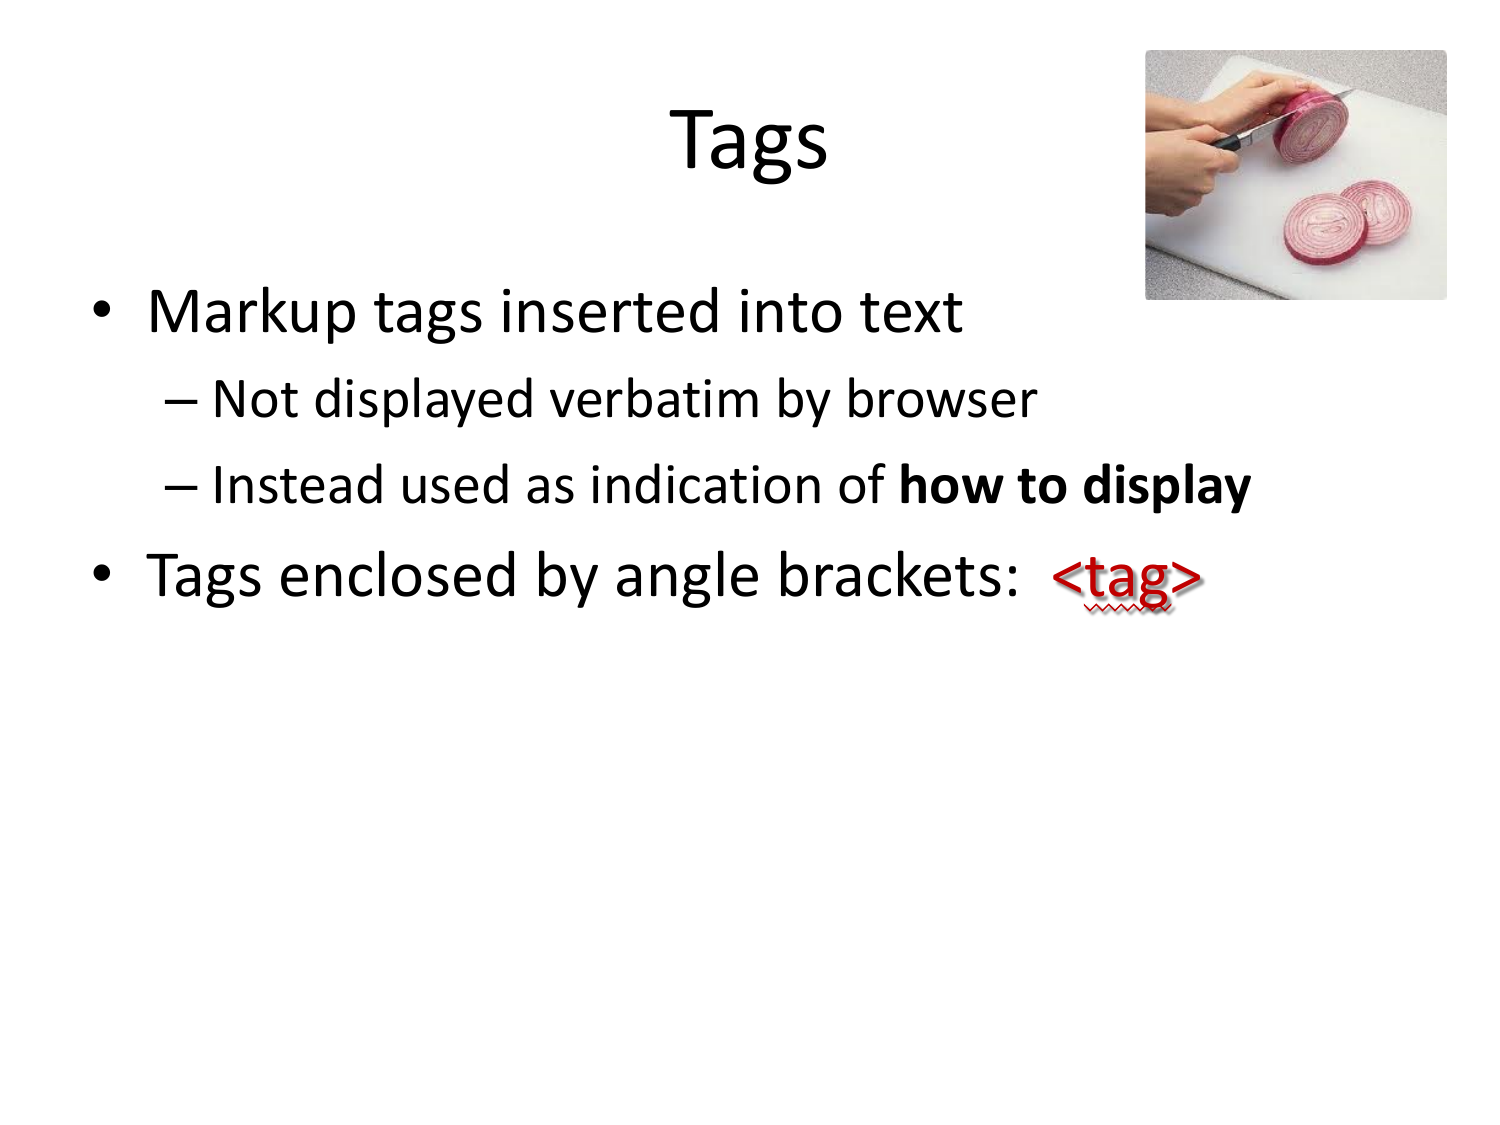 Tags
• Markup tags inserted into text
– Not displayed verbatim by browser
– Instead used as indication of how to display
• Tags enclosed by angle brackets: <tag>